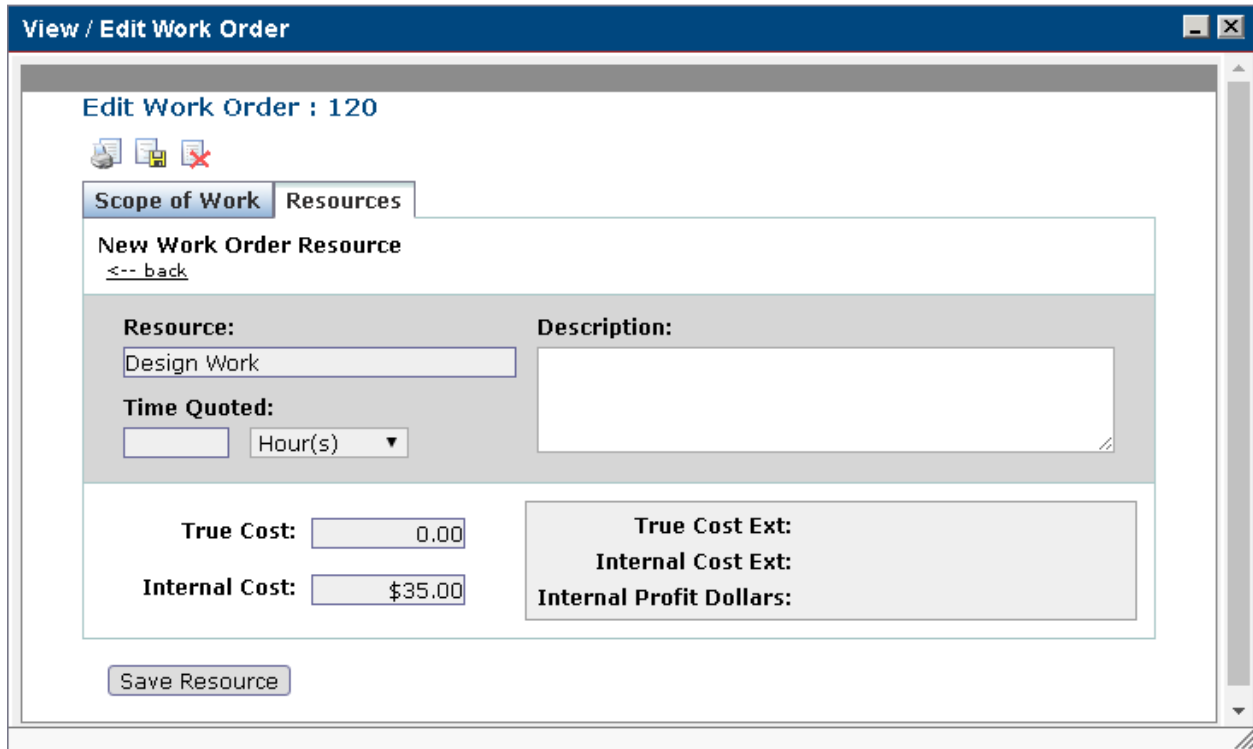 View / Edit Work Order
Edit Work Order : 120
Scope of Work Resources
New Work Order Resource
<-- back
Resource:
Design Work
Time Quoted:
Hour(s)
Description:
True Cost: 0.00
Internal Cost: $35.00
True Cost Ext:
Internal Cost Ext:
Internal Profit Dollars:
Save Resource